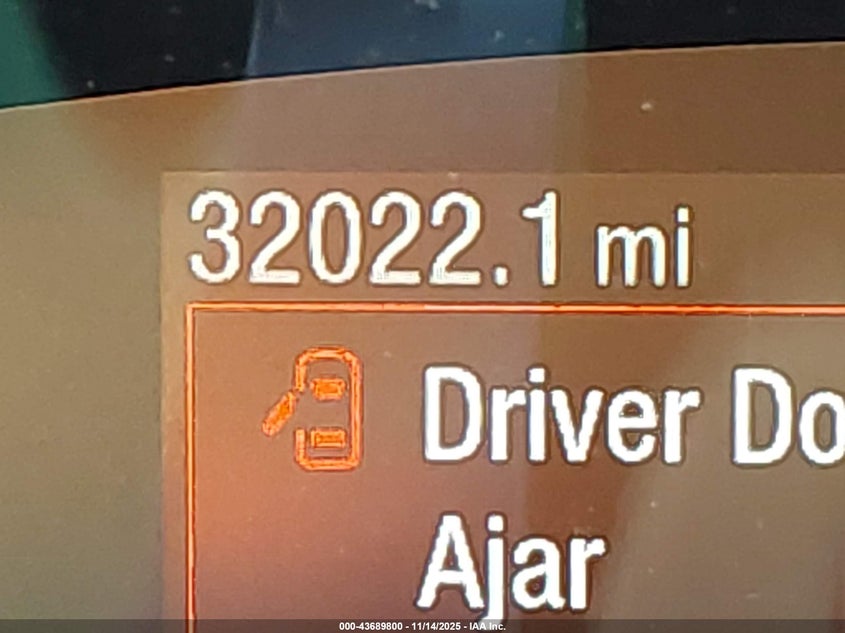 32022.1 mi
Driver Do
Ajar
000-43689800 - 11/14/2025 - IAA Inc.